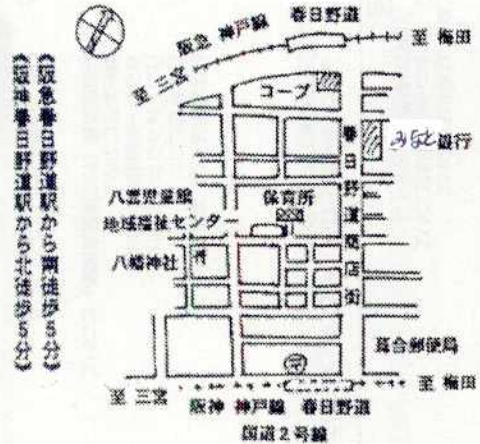 阪急 神戸線 春日野道
至 梅田
至 三宮
コープ
みなと銀行
春日野道商店街
八雲児童館
保育所
地域福祉センター
八幡神社
葺合郵便局
至 三宮
至 梅田
阪神 神戸線 春日野道
国道2号線
《阪急春日野道駅から南徒歩5分》
《阪神春日野道駅から北徒歩5分》